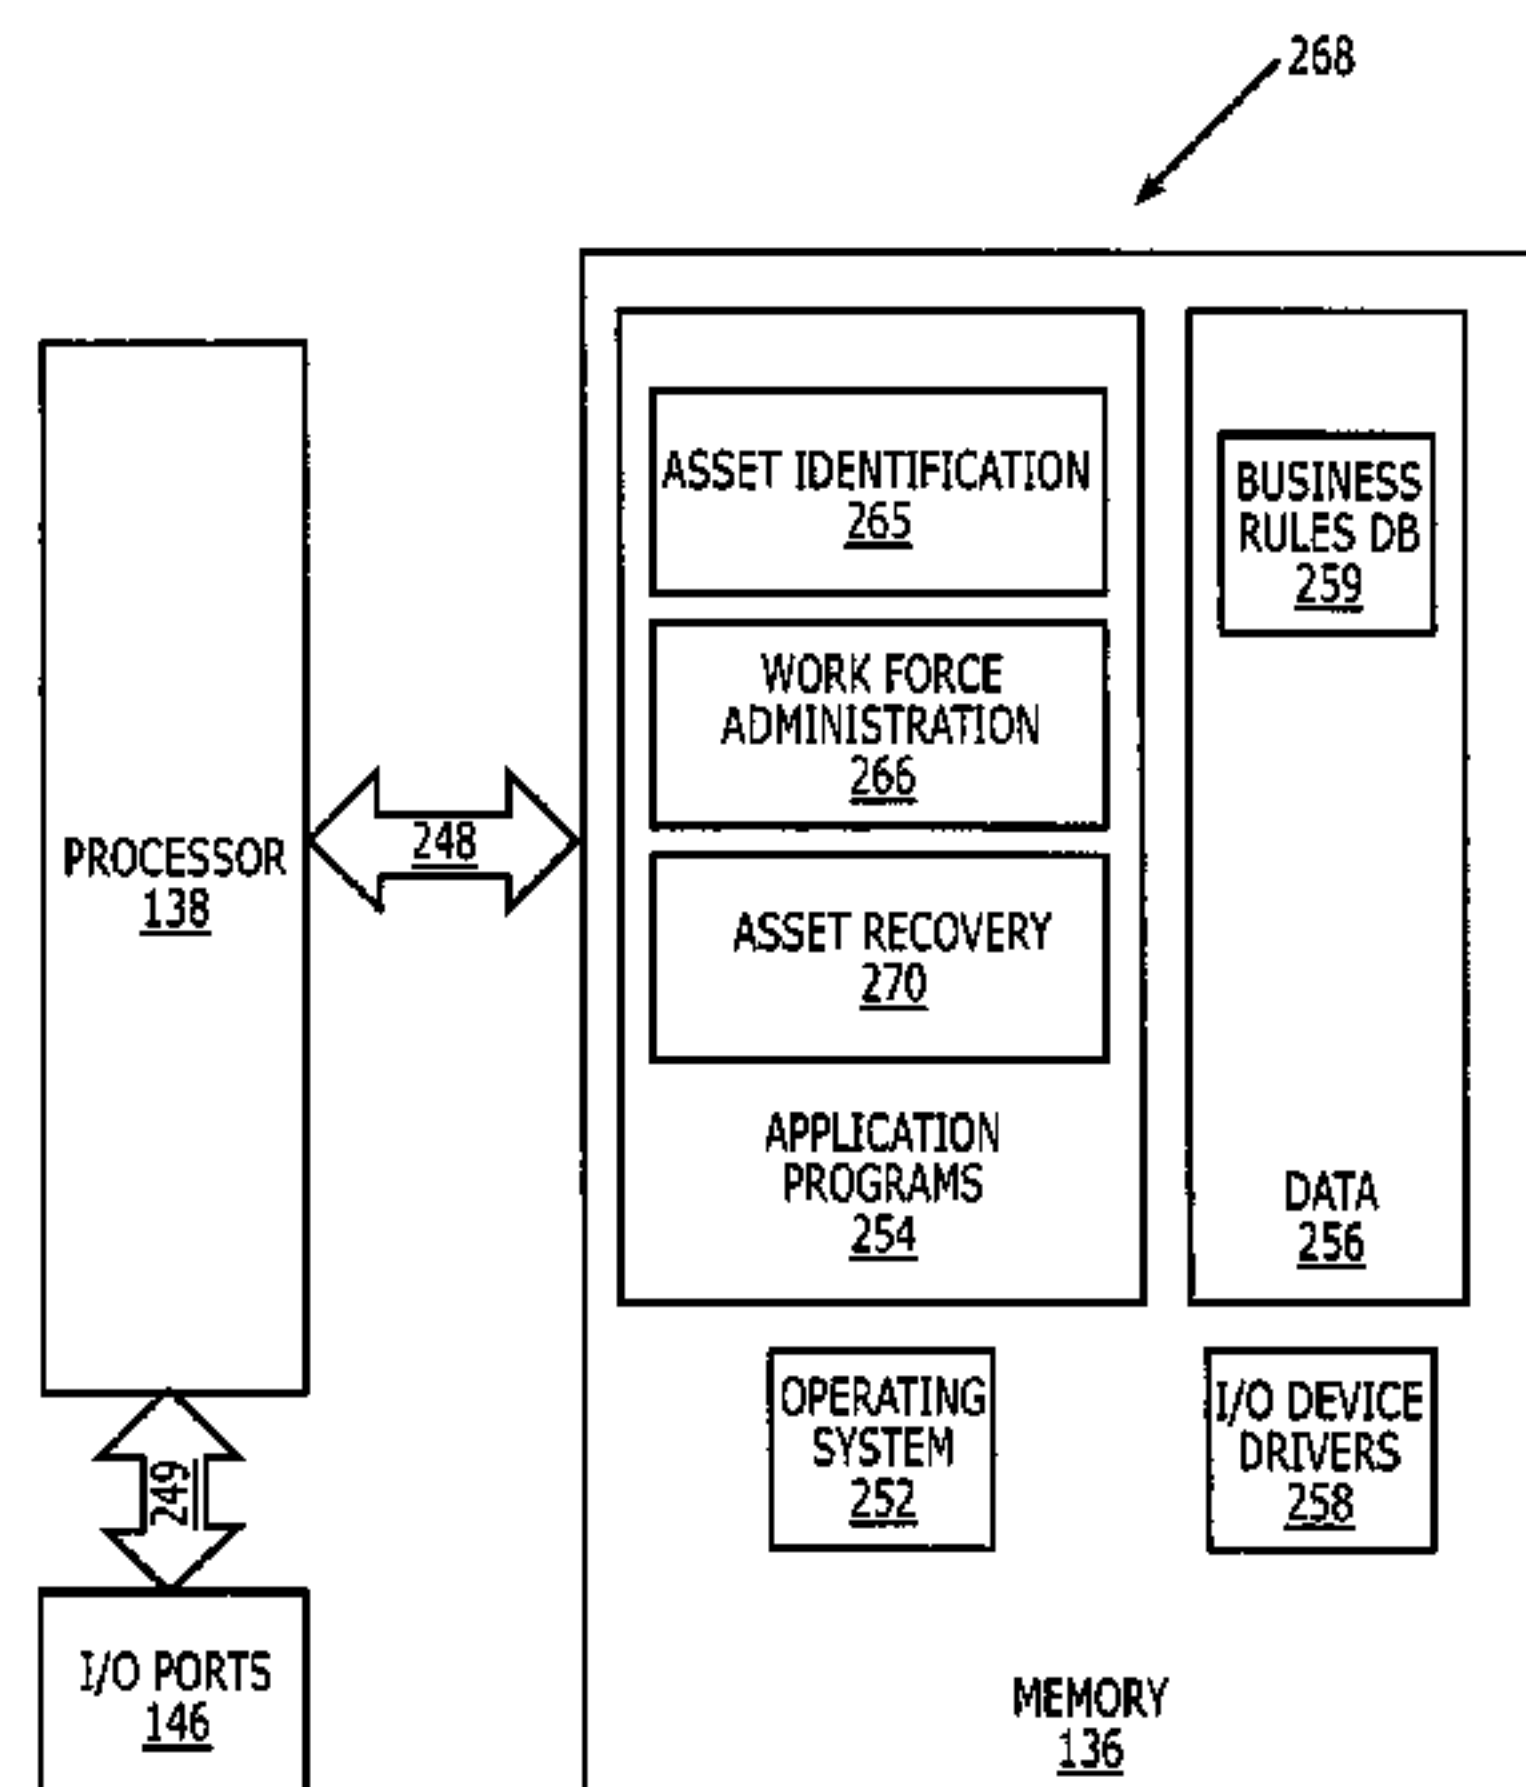 268
ASSET IDENTIFICATION
265
WORK FORCE
ADMINISTRATION
266
ASSET RECOVERY
270
APPLICATION
PROGRAMS
254
BUSINESS
RULES DB
259
DATA
256
PROCESSOR
138
248
249
I/O PORTS
146
OPERATING
SYSTEM
252
I/O DEVICE
DRIVERS
258
MEMORY
136